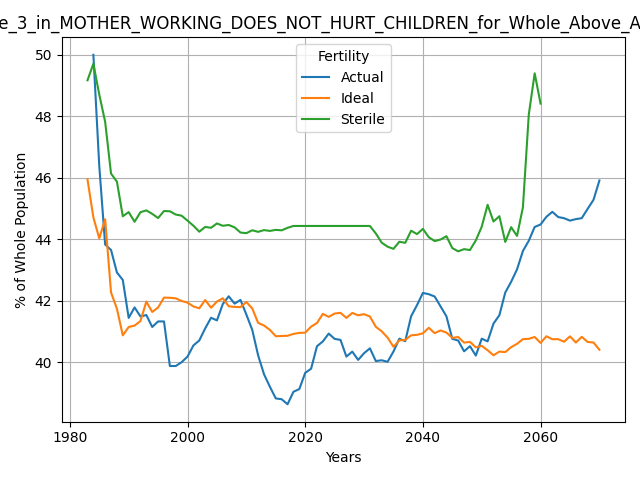 e_3_in_MOTHER_WORKING_DOES_NOT_HURT_CHILDREN_for_Whole_Above_A
Fertility
Actual
Ideal
Sterile
% of Whole Population
50
48
46
44
42
40
1980
2000
2020
2040
2060
Years